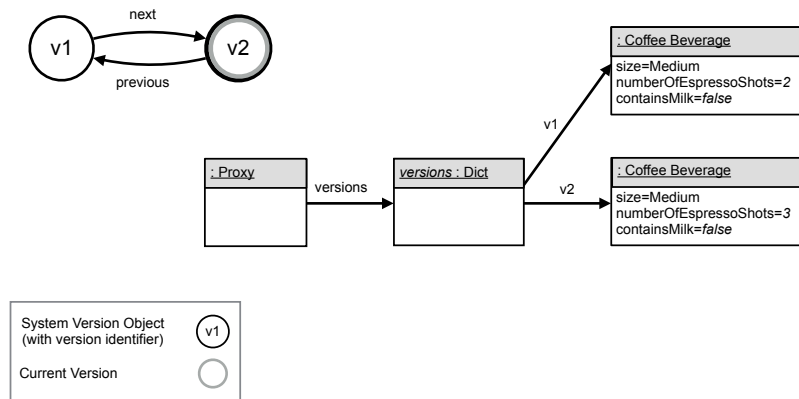 next
v1
v2
previous
: Coffee Beverage
size=Medium
numberOfEspressoShots=2
containsMilk=false
v1
: Proxy
versions
versions : Dict
v2
: Coffee Beverage
size=Medium
numberOfEspressoShots=3
containsMilk=false
System Version Object
(with version identifier)
v1
Current Version